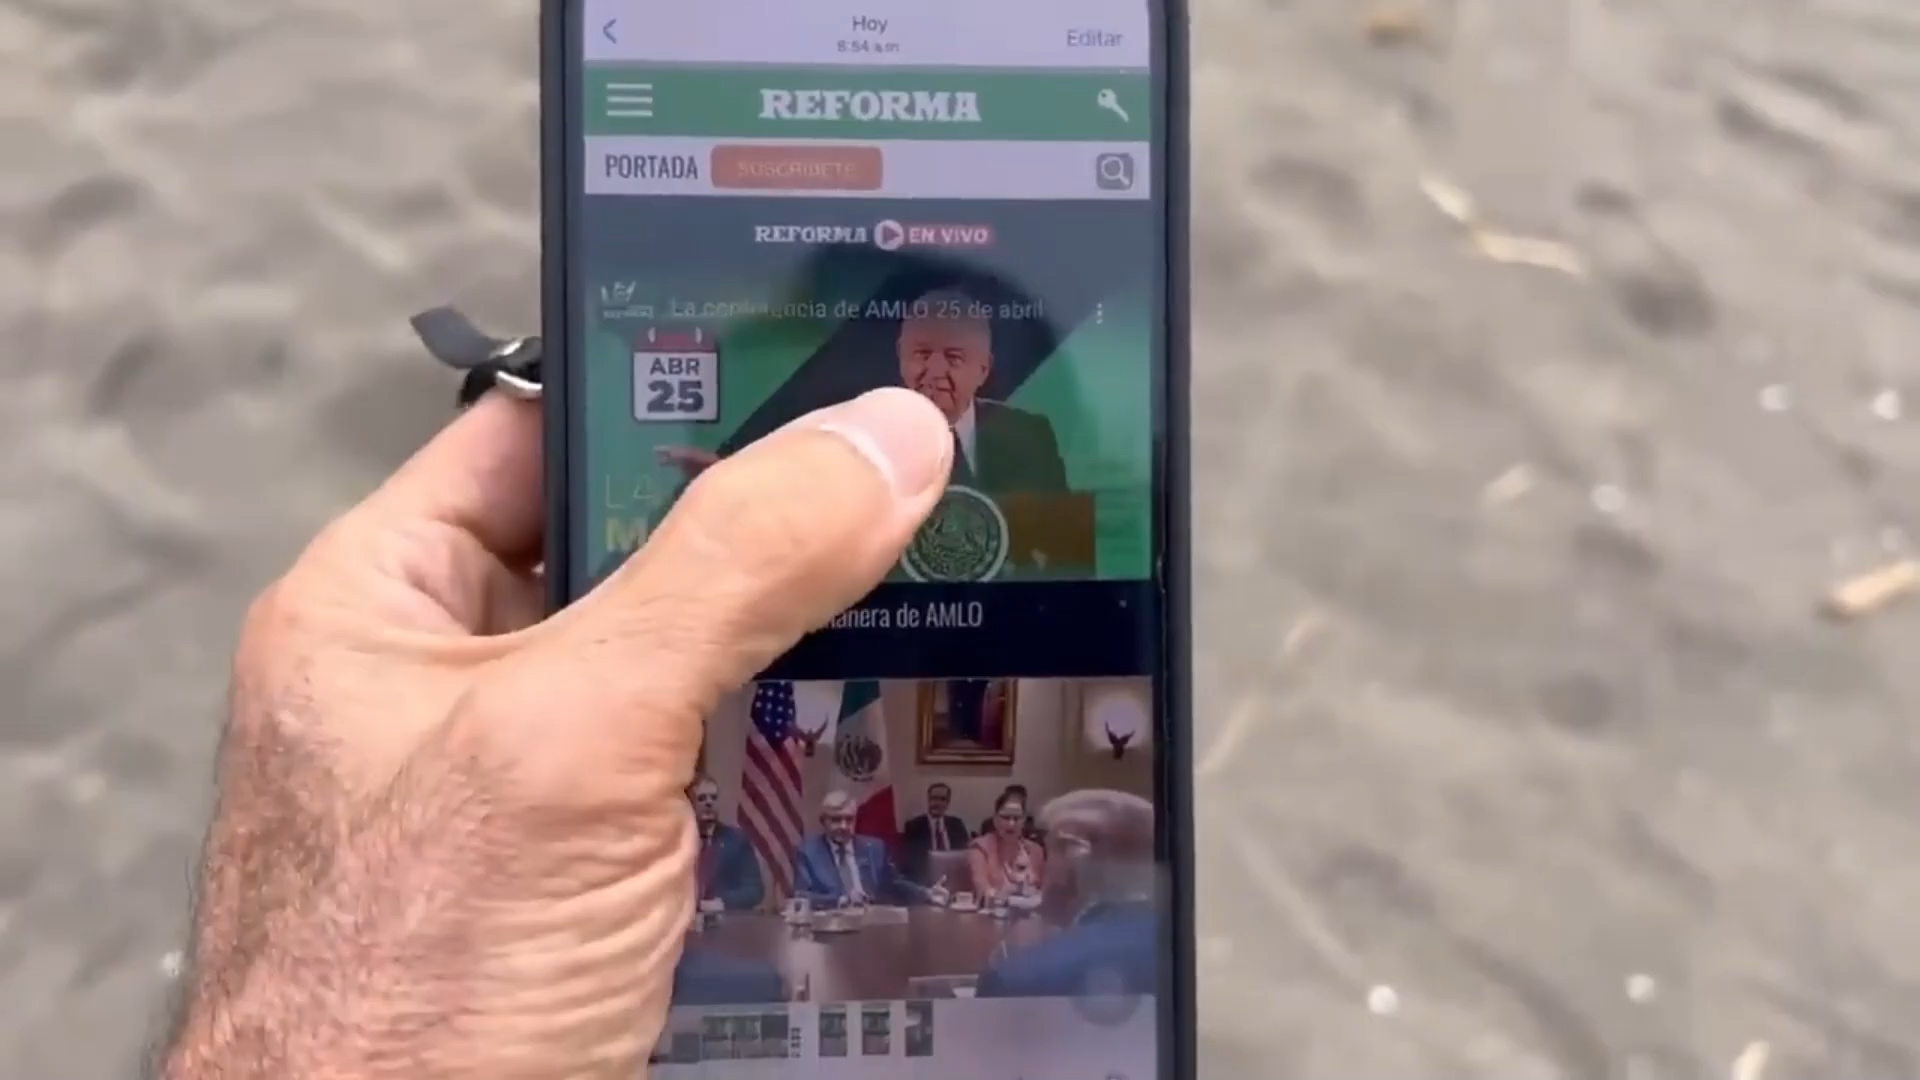 Hoy
8:54 a.m
Editar
REFORMA
PORTADA
SUSCRÍBETE
REFORMA EN VIVO
La conferencia de AMLO 25 de abril
ABR
25
LA
de AMLO